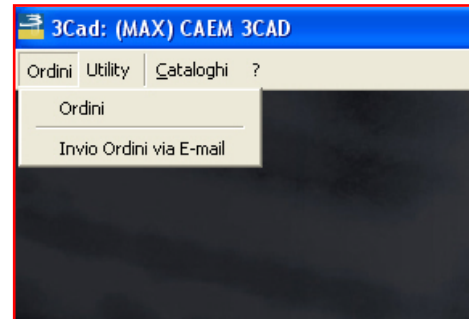 3Cad: (MAX) CAEM 3CAD
Ordini Utility Cataloghi ?
Ordini
Invio Ordini via E-mail